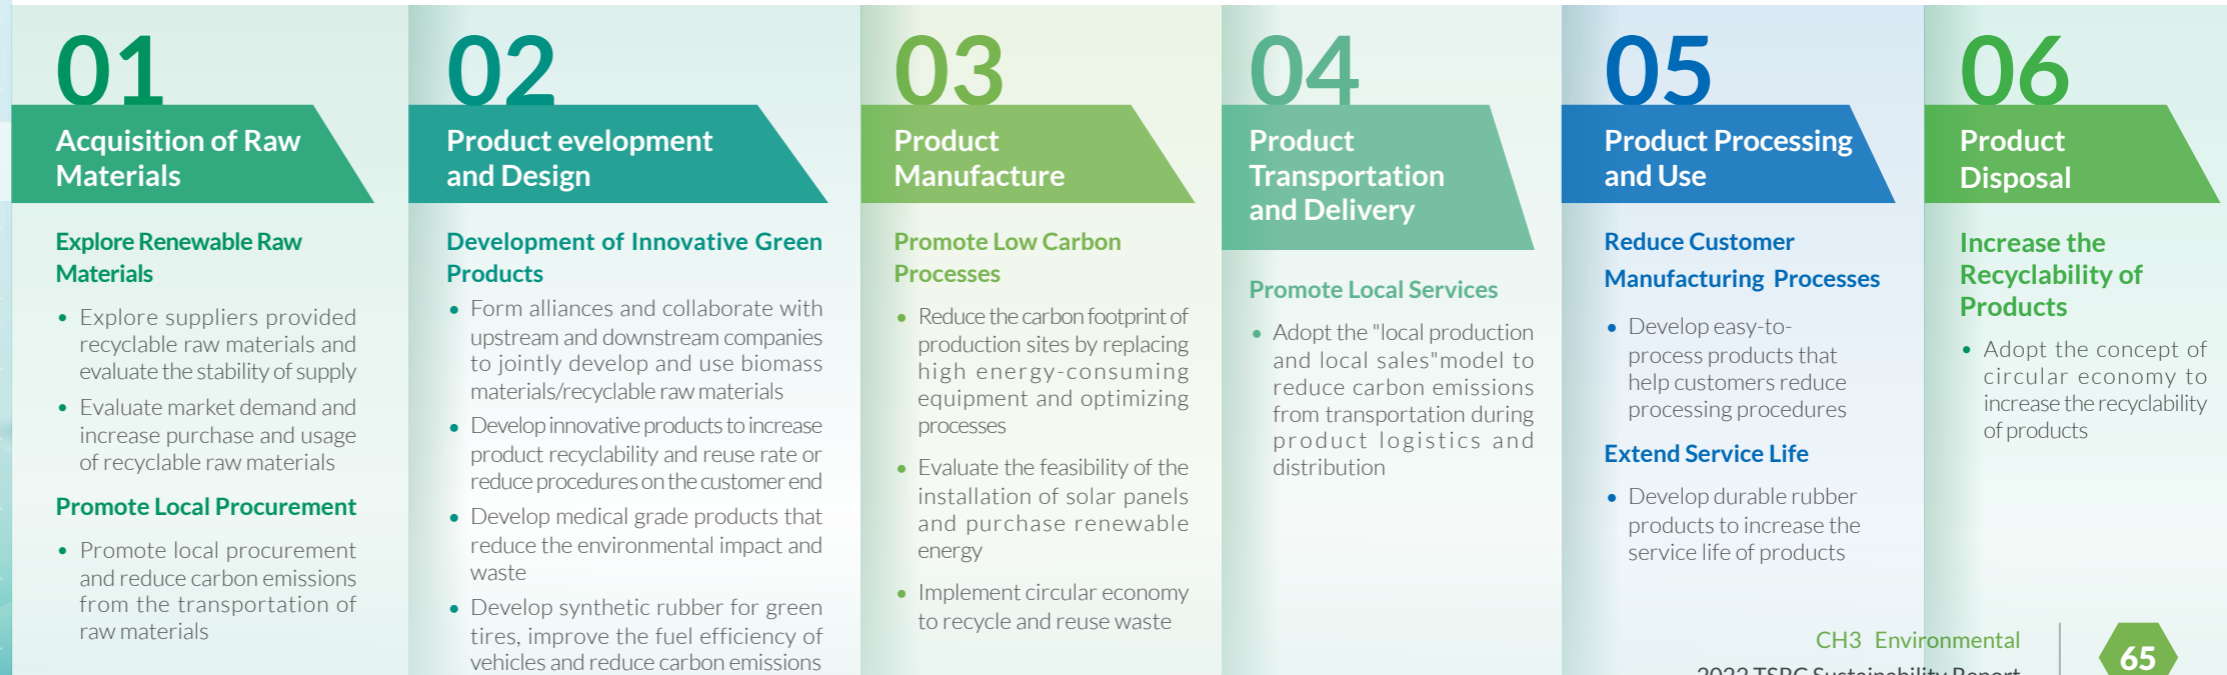 01
Acquisition of Raw
Materials
Explore Renewable Raw
Materials
• Explore suppliers provided
recyclable raw materials and
evaluate the stability of supply
• Evaluate market demand and
increase purchase and usage
of recyclable raw materials
Promote Local Procurement
• Promote local procurement
and reduce carbon emissions
from the transportation of
raw materials
02
Product evelopment
and Design
Development of Innovative Green
Products
• Form alliances and collaborate with
upstream and downstream companies
to jointly develop and use biomass
materials/recyclable raw materials
• Develop innovative products to increase
product recyclability and reuse rate or
reduce procedures on the customer end
• Develop medical grade products that
reduce the environmental impact and
waste
• Develop synthetic rubber for green
tires, improve the fuel efficiency of
vehicles and reduce carbon emissions
03
Product
Manufacture
Promote Low Carbon
Processes
• Reduce the carbon footprint of
production sites by replacing
high energy-consuming
equipment and optimizing
processes
• Evaluate the feasibility of the
installation of solar panels
and purchase renewable
energy
• Implement circular economy
to recycle and reuse waste
04
Product
Transportation
and Delivery
Promote Local Services
• Adopt the "local production
and local sales"model to
reduce carbon emissions
from transportation during
product logistics and
distribution
05
Product Processing
and Use
Reduce Customer
Manufacturing Processes
• Develop easy-to-
process products that
help customers reduce
processing procedures
Extend Service Life
• Develop durable rubber
products to increase the
service life of products
06
Product
Disposal
Increase the
Recyclability of
Products
• Adopt the concept of
circular economy to
increase the recyclability
of products
CH3 Environmental
2022 TSRC Sustainability Report
65